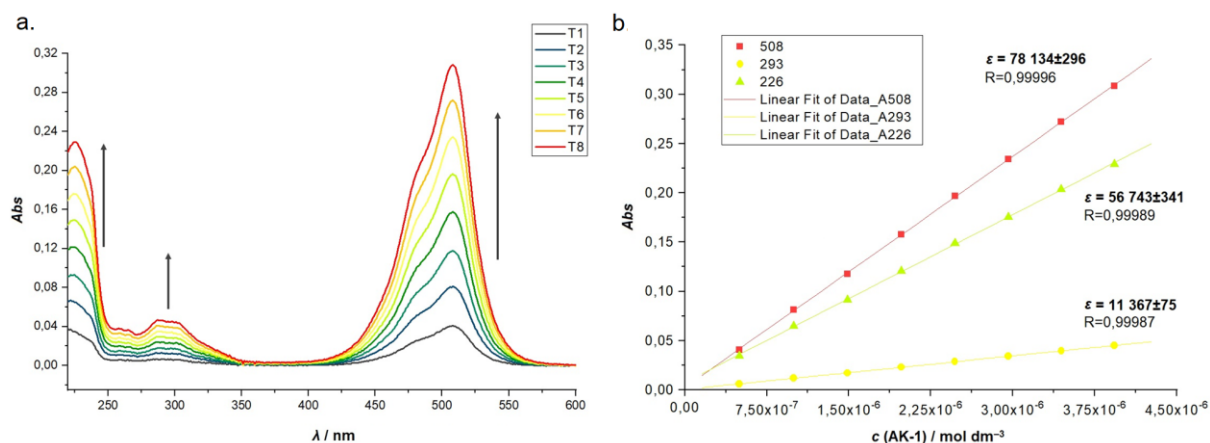 a.
T1
T2
T3
T4
T5
T6
T7
T8
0,32
0,28
0,24
0,20
0,16
0,12
0,08
0,04
0,00
Abs
250
300
350
400
450
500
550
600
λ / nm
b.
508
293
226
Linear Fit of Data_A508
Linear Fit of Data_A293
Linear Fit of Data_A226
ε = 78 134±296
R=0,99996
ε = 56 743±341
R=0,99989
ε = 11 367±75
R=0,99987
0,35
0,30
0,25
0,20
0,15
0,10
0,05
0,00
Abs
0,00
7,50x10⁻⁷
1,50x10⁻⁶
2,25x10⁻⁶
3,00x10⁻⁶
3,75x10⁻⁶
4,50x10⁻⁶
c (AK-1) / mol dm⁻³